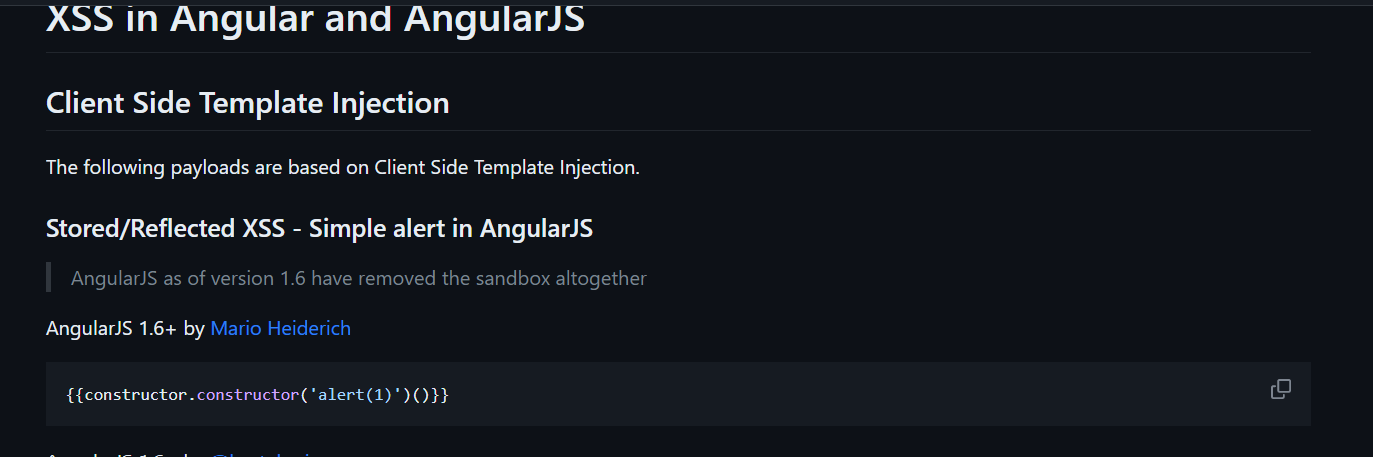 XSS in Angular and AngularJS
Client Side Template Injection
The following payloads are based on Client Side Template Injection.
Stored/Reflected XSS - Simple alert in AngularJS
AngularJS as of version 1.6 have removed the sandbox altogether
AngularJS 1.6+ by Mario Heiderich
{{constructor.constructor('alert(1)')()}}